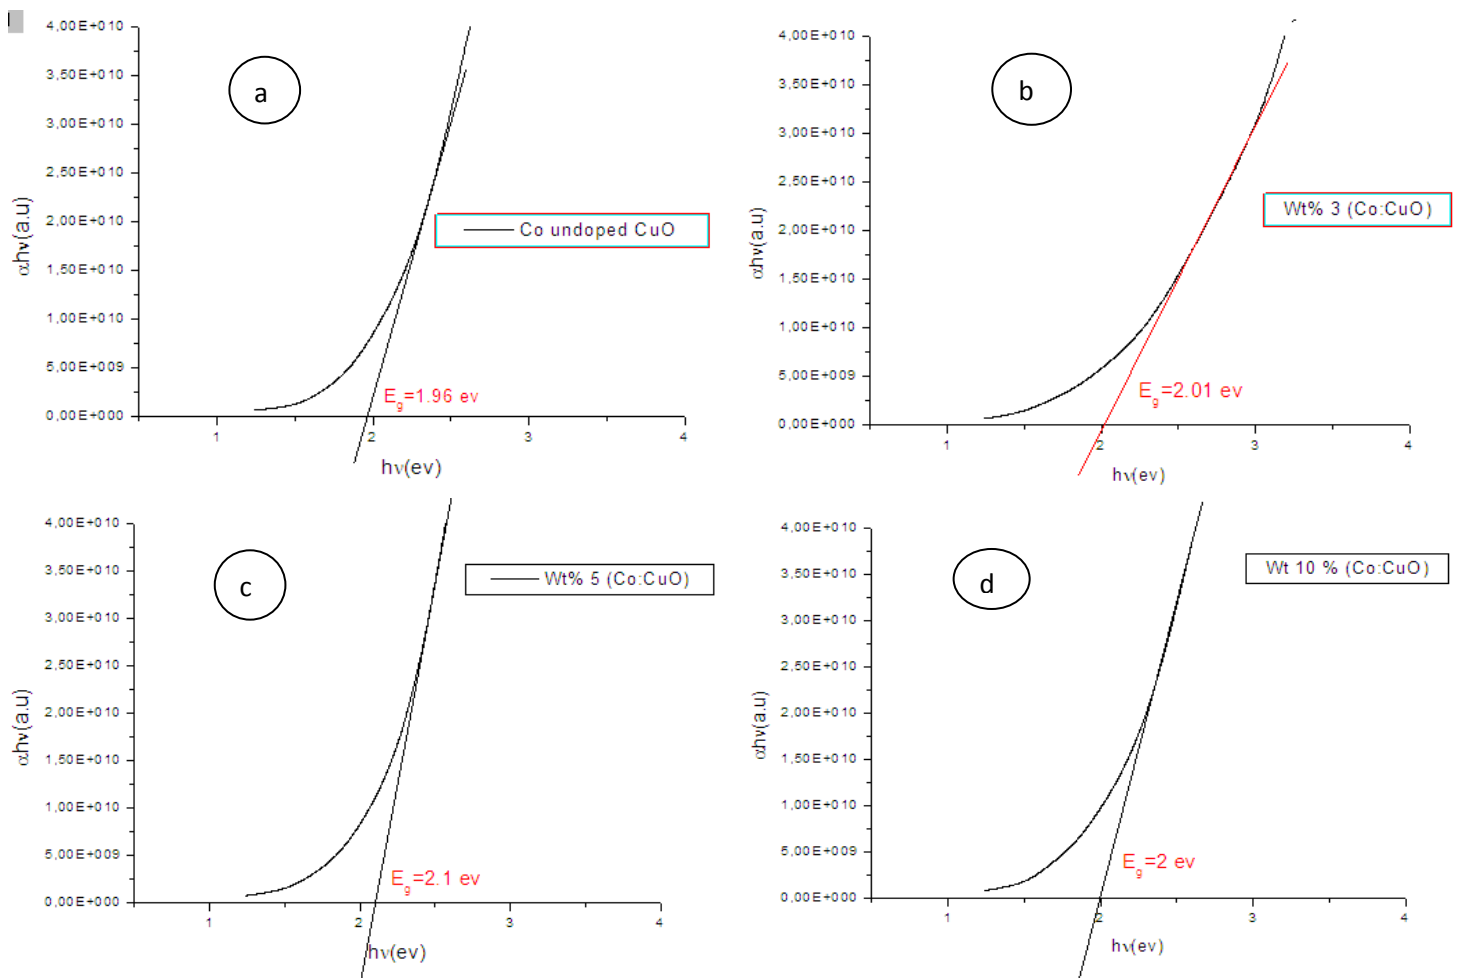 a
4,00E+010
3,50E+010
3,00E+010
2,50E+010
2,00E+010
1,50E+010
1,00E+010
5,00E+009
0,00E+000
αhν(a.u)
Co undoped CuO
Eg=1.96 ev
1 2 3 4
hν(ev)
b
4,00E+010
3,50E+010
3,00E+010
2,50E+010
2,00E+010
1,50E+010
1,00E+010
5,00E+009
0,00E+000
αhν(a.u)
Wt% 3 (Co:CuO)
Eg=2.01 ev
1 2 3 4
hν(ev)
c
4,00E+010
3,50E+010
3,00E+010
2,50E+010
2,00E+010
1,50E+010
1,00E+010
5,00E+009
0,00E+000
αhν(a.u)
Wt% 5 (Co:CuO)
Eg=2.1 ev
1 2 3 4
hν(ev)
d
4,00E+010
3,50E+010
3,00E+010
2,50E+010
2,00E+010
1,50E+010
1,00E+010
5,00E+009
0,00E+000
αhν(a.u)
Wt 10 % (Co:CuO)
Eg=2 ev
1 2 3 4
hν(ev)